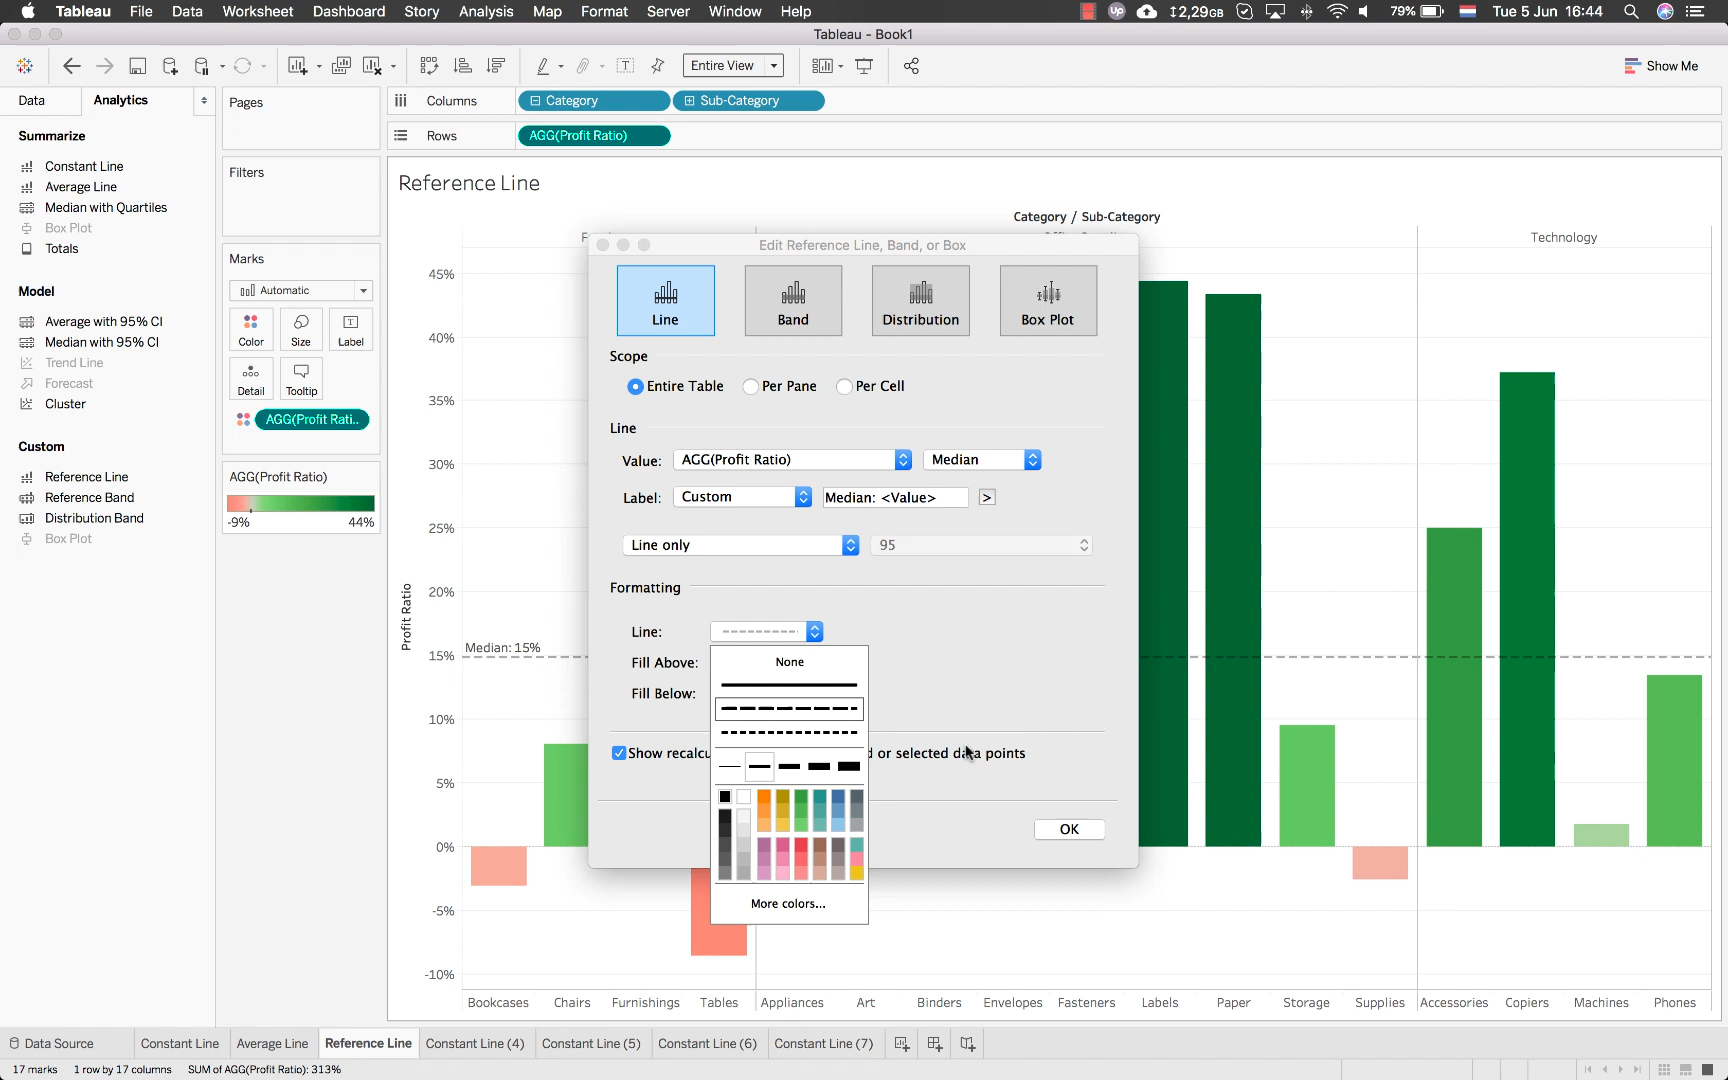 Tableau File Data Worksheet Dashboard Story Analysis Map Format Server Window Help
Up 2,29GB 79% Tue 5 Jun 16:44
Tableau - Book1
Entire View
Show Me
Data Analytics
Pages
Columns Category Sub-Category
Rows AGG(Profit Ratio)
Summarize
Constant Line
Average Line
Median with Quartiles
Box Plot
Totals
Model
Average with 95% CI
Median with 95% CI
Trend Line
Forecast
Cluster
Custom
Reference Line
Reference Band
Distribution Band
Box Plot
Filters
Marks
Automatic
Color Size Label
Detail Tooltip
AGG(Profit Rati..
AGG(Profit Ratio)
-9% 44%
Reference Line
Category / Sub-Category
Technology
Profit Ratio
45%
40%
35%
30%
25%
20%
15%
10%
5%
0%
-5%
-10%
Median: 15%
Edit Reference Line, Band, or Box
Line Band Distribution Box Plot
Scope
Entire Table Per Pane Per Cell
Line
Value: AGG(Profit Ratio) Median
Label: Custom Median: <Value> >
Line only 95
Formatting
Line:
Fill Above:
Fill Below:
None
Show recalcu d or selected data points
OK
More colors...
Bookcases Chairs Furnishings Tables Appliances Art Binders Envelopes Fasteners Labels Paper Storage Supplies Accessories Copiers Machines Phones
Data Source Constant Line Average Line Reference Line Constant Line (4) Constant Line (5) Constant Line (6) Constant Line (7)
17 marks 1 row by 17 columns SUM of AGG(Profit Ratio): 313%